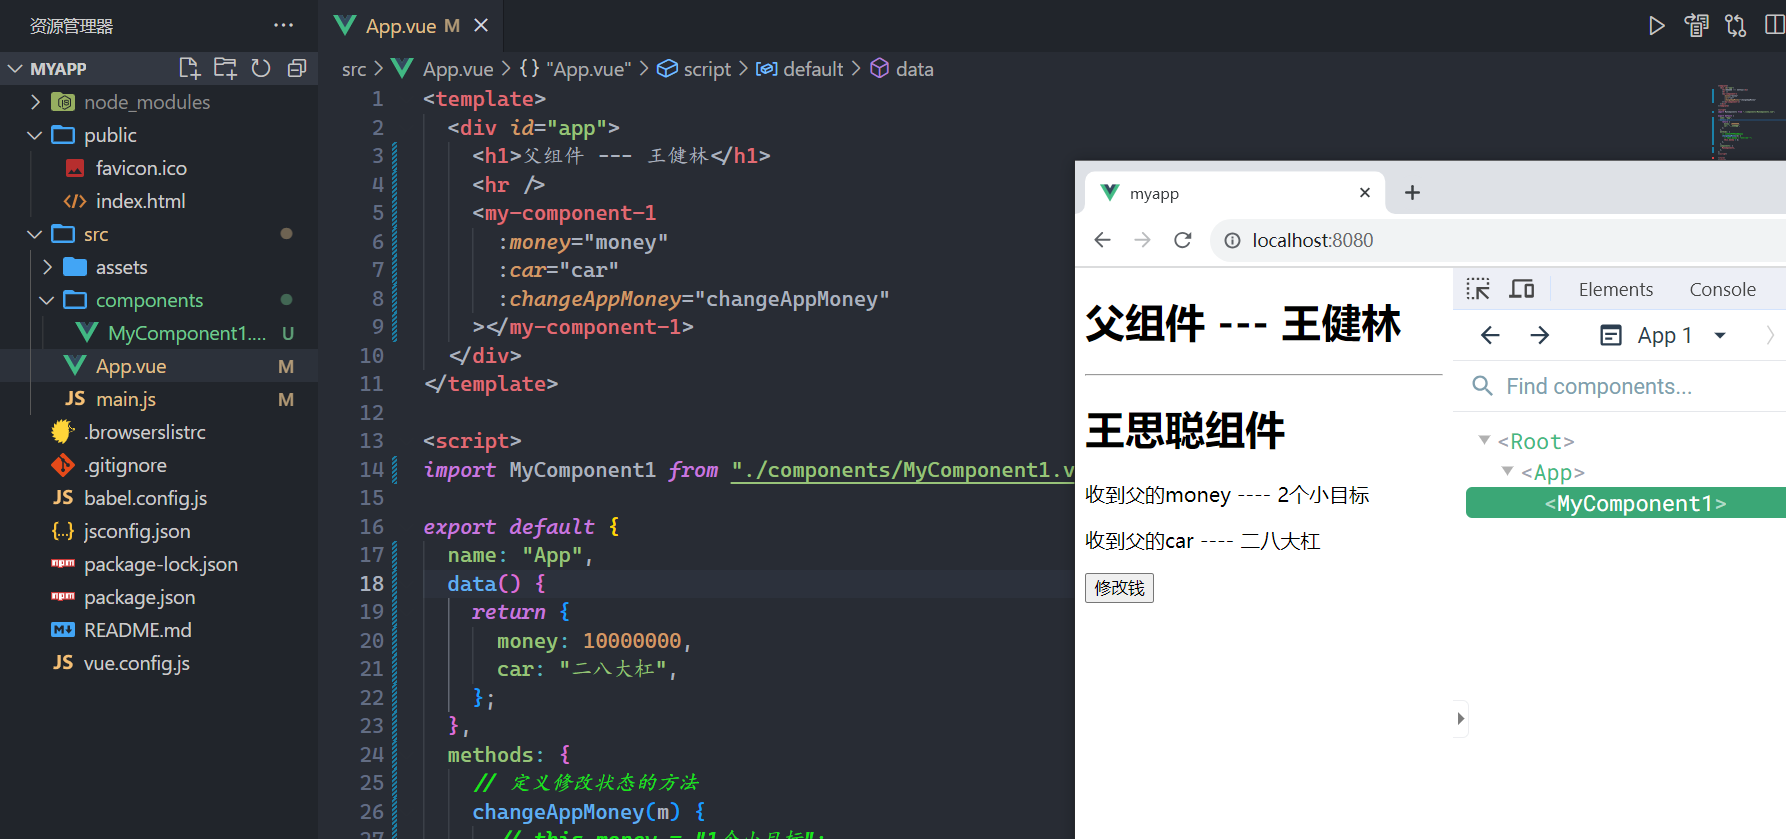 资源管理器 ···
MYAPP
node_modules
public
favicon.ico
index.html
src
assets
components
MyComponent1.... U
App.vue M
main.js M
.browserslistrc
.gitignore
babel.config.js
jsconfig.json
package-lock.json
package.json
README.md
vue.config.js
App.vue M
src > App.vue > {} "App.vue" > script > default > data
1 <template>
2 <div id="app">
3 <h1>父组件 --- 王健林</h1>
4 <hr />
5 <my-component-1
6 :money="money"
7 :car="car"
8 :changeAppMoney="changeAppMoney"
9 ></my-component-1>
10 </div>
11 </template>
12
13 <script>
14 import MyComponent1 from "./components/MyComponent1.v
15
16 export default {
17 name: "App",
18 data() {
19 return {
20 money: 10000000,
21 car: "二八大杠",
22 };
23 },
24 methods: {
25 // 定义修改状态的方法
26 changeAppMoney(m) {
27 // this.money = "1个小目标";
myapp
localhost:8080
父组件 --- 王健林
王思聪组件
收到父的money ---- 2个小目标
收到父的car ---- 二八大杠
修改钱
Elements Console
App 1
Find components...
<Root>
<App>
<MyComponent1>